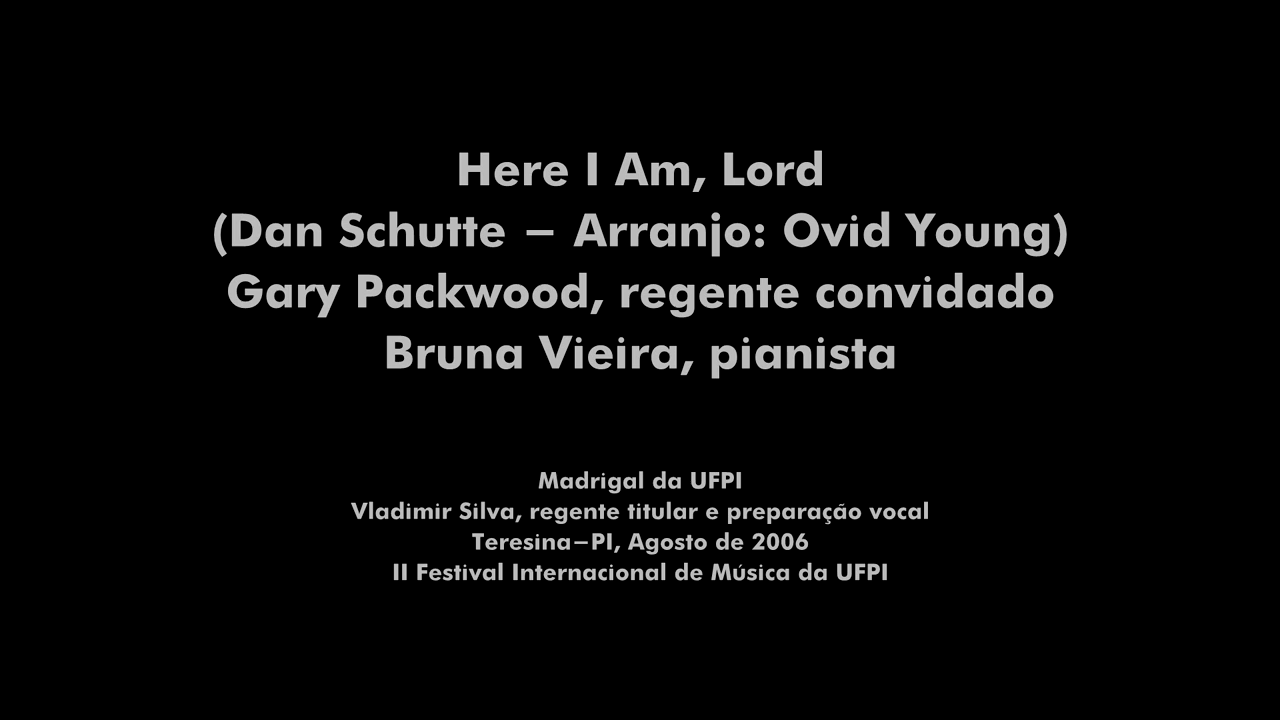 Here I Am, Lord
(Dan Schutte – Arranjo: Ovid Young)
Gary Packwood, regente convidado
Bruna Vieira, pianista
Madrigal da UFPI
Vladimir Silva, regente titular e preparação vocal
Teresina–PI, Agosto de 2006
II Festival Internacional de Música da UFPI